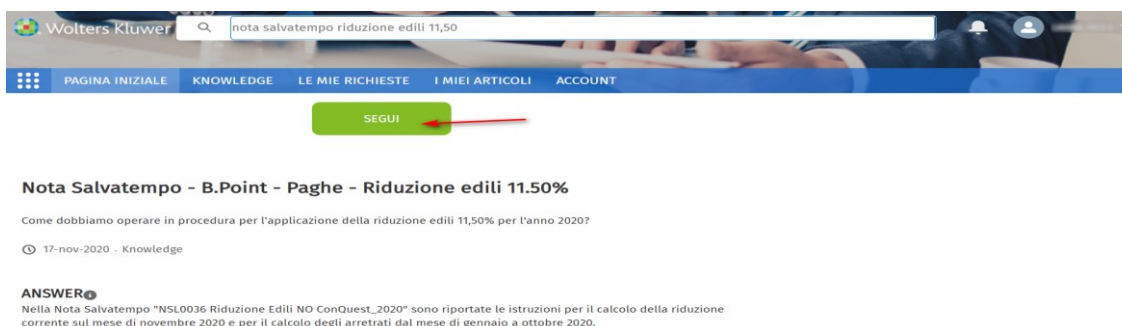 Wolters Kluwer
nota salvatempo riduzione edili 11,50
PAGINA INIZIALE KNOWLEDGE LE MIE RICHIESTE I MIEI ARTICOLI ACCOUNT
SEGUI
Nota Salvatempo - B.Point - Paghe - Riduzione edili 11.50%
Come dobbiamo operare in procedura per l'applicazione della riduzione edili 11,50% per l'anno 2020?
17-nov-2020 · Knowledge
ANSWER
Nella Nota Salvatempo "NSL0036 Riduzione Edili NO ConQuest_2020" sono riportate le istruzioni per il calcolo della riduzione
corrente sul mese di novembre 2020 e per il calcolo degli arretrati dal mese di gennaio a ottobre 2020.